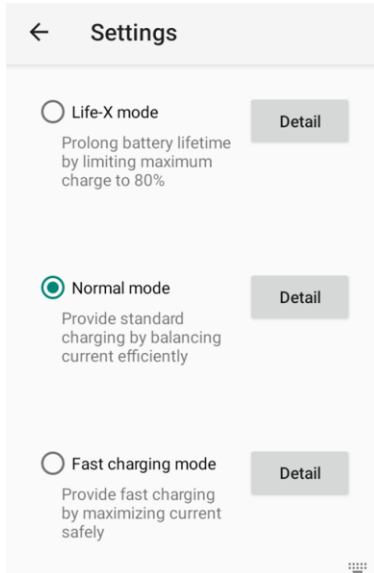 Settings
Life-X mode
Detail
Prolong battery lifetime
by limiting maximum
charge to 80%
Normal mode
Detail
Provide standard
charging by balancing
current efficiently
Fast charging mode
Detail
Provide fast charging
by maximizing current
safely